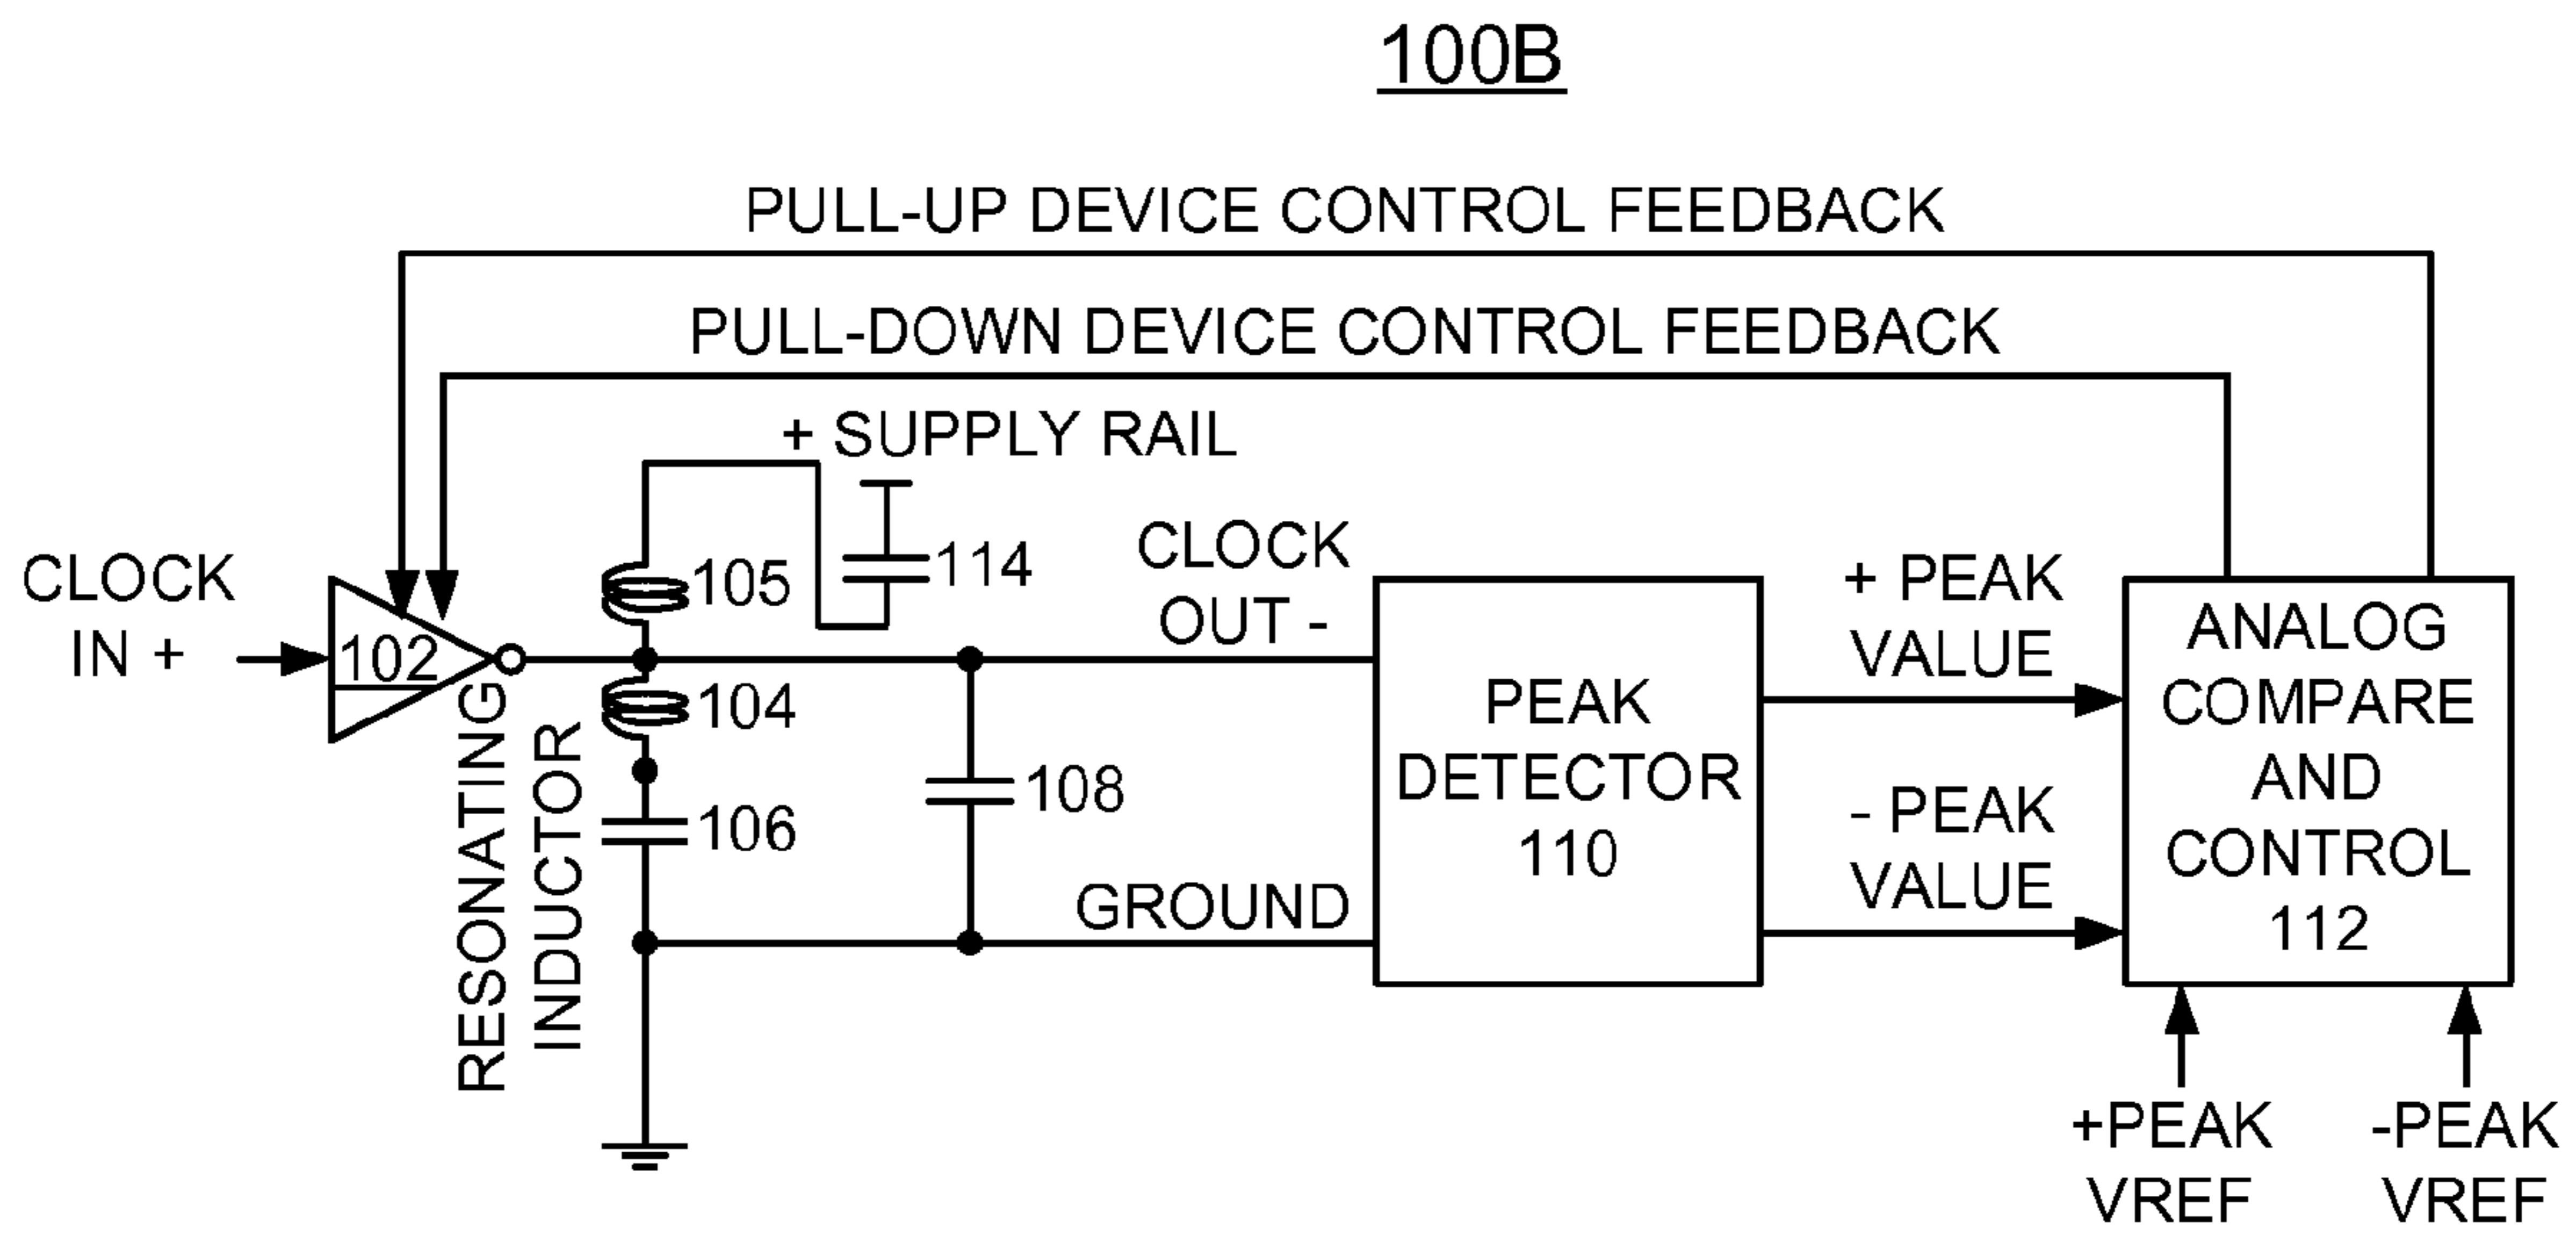 100B
PULL-UP DEVICE CONTROL FEEDBACK
PULL-DOWN DEVICE CONTROL FEEDBACK
+ SUPPLY RAIL
CLOCK
IN +
102
RESONATING
INDUCTOR
105
114
104
106
108
CLOCK
OUT -
GROUND
PEAK
DETECTOR
110
+ PEAK
VALUE
- PEAK
VALUE
ANALOG
COMPARE
AND
CONTROL
112
+PEAK
VREF
-PEAK
VREF